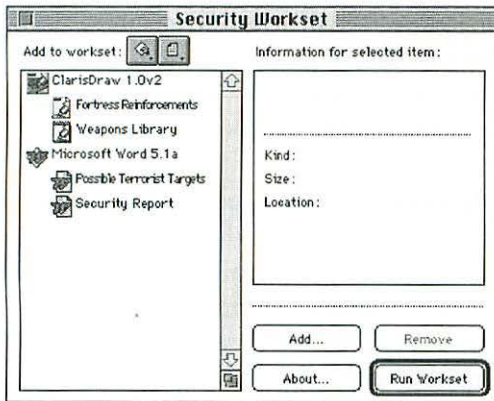 Security Workset
Add to workset:
Information for selected item:
ClarisDraw 1.0v2
Fortress Reinforcements
Weapons Library
Microsoft Word 5.1a
Possible Terrorist Targets
Security Report
Kind:
Size:
Location:
Add...
Remove
About...
Run Workset